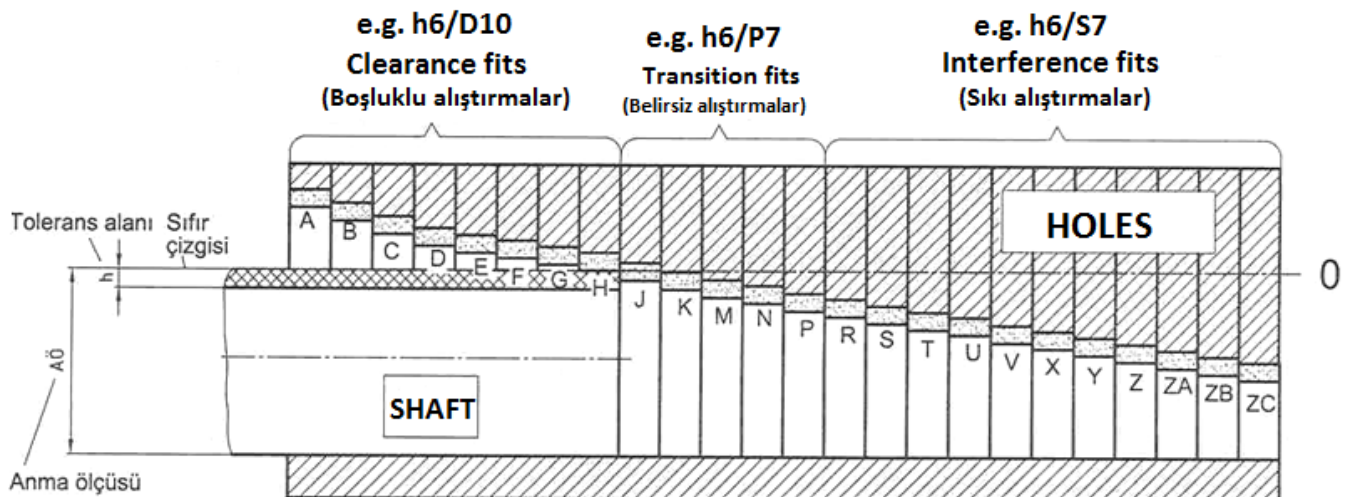 e.g. h6/D10
Clearance fits
(Boşluklu alıştırmalar)
e.g. h6/P7
Transition fits
(Belirsiz alıştırmalar)
e.g. h6/S7
Interference fits
(Sıkı alıştırmalar)
Tolerans alanı
Sıfır
çizgisi
h
AÖ
Anma ölçüsü
A
B
C
D
E
F
G
H
J
K
M
N
P
R
S
T
U
V
X
Y
Z
ZA
ZB
ZC
HOLES
0
SHAFT